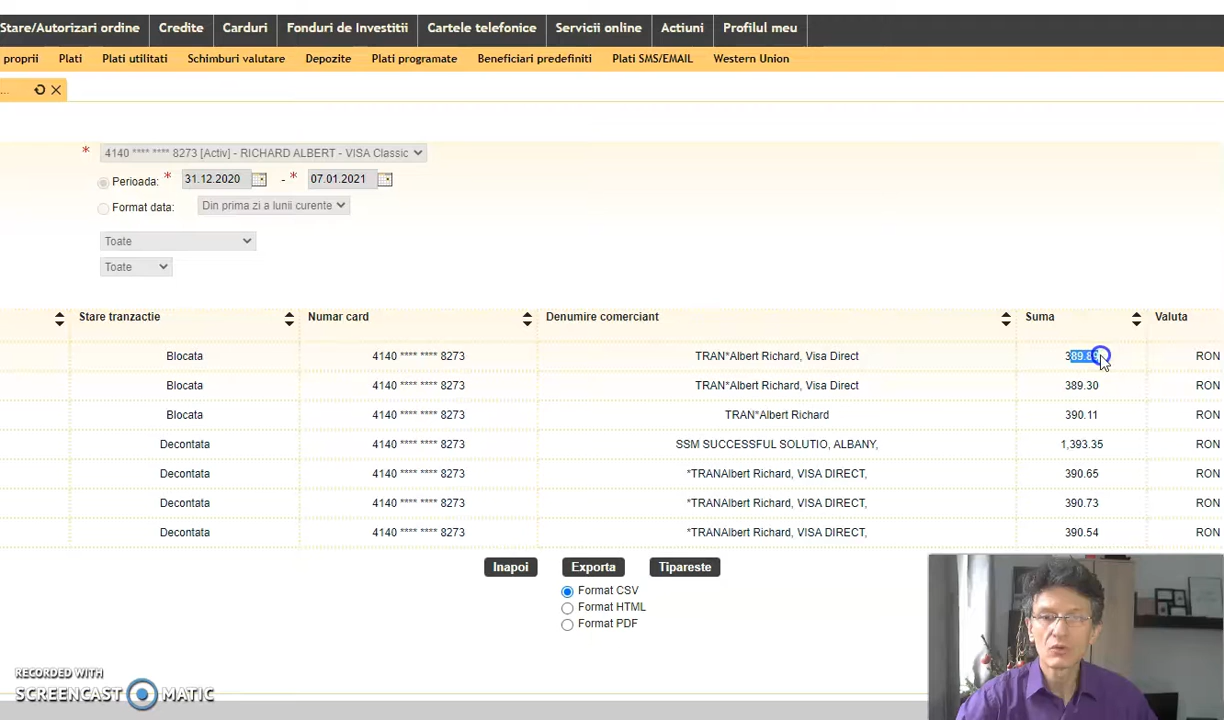 Stare/Autorizari ordine Credite Carduri Fonduri de Investitii Cartele telefonice Servicii online Actiuni Profilul meu
proprii Plati Plati utilitati Schimburi valutare Depozite Plati programate Beneficiari predefiniti Plati SMS/EMAIL Western Union
...
* 4140 **** **** 8273 [Activ] - RICHARD ALBERT - VISA Classic
Perioada: * 31.12.2020 - * 07.01.2021
Format data: Din prima zi a lunii curente
Toate
Toate
Stare tranzactie Numar card Denumire comerciant Suma Valuta
Blocata 4140 **** **** 8273 TRAN*Albert Richard, Visa Direct RON
Blocata 4140 **** **** 8273 TRAN*Albert Richard, Visa Direct 389.30 RON
Blocata 4140 **** **** 8273 TRAN*Albert Richard 390.11 RON
Decontata 4140 **** **** 8273 SSM SUCCESSFUL SOLUTIO, ALBANY, 1,393.35 RON
Decontata 4140 **** **** 8273 *TRANAlbert Richard, VISA DIRECT, 390.65 RON
Decontata 4140 **** **** 8273 *TRANAlbert Richard, VISA DIRECT, 390.73 RON
Decontata 4140 **** **** 8273 *TRANAlbert Richard, VISA DIRECT, 390.54 RON
Inapoi Exporta Tipareste
Format CSV
Format HTML
Format PDF
RECORDED WITH
SCREENCAST MATIC